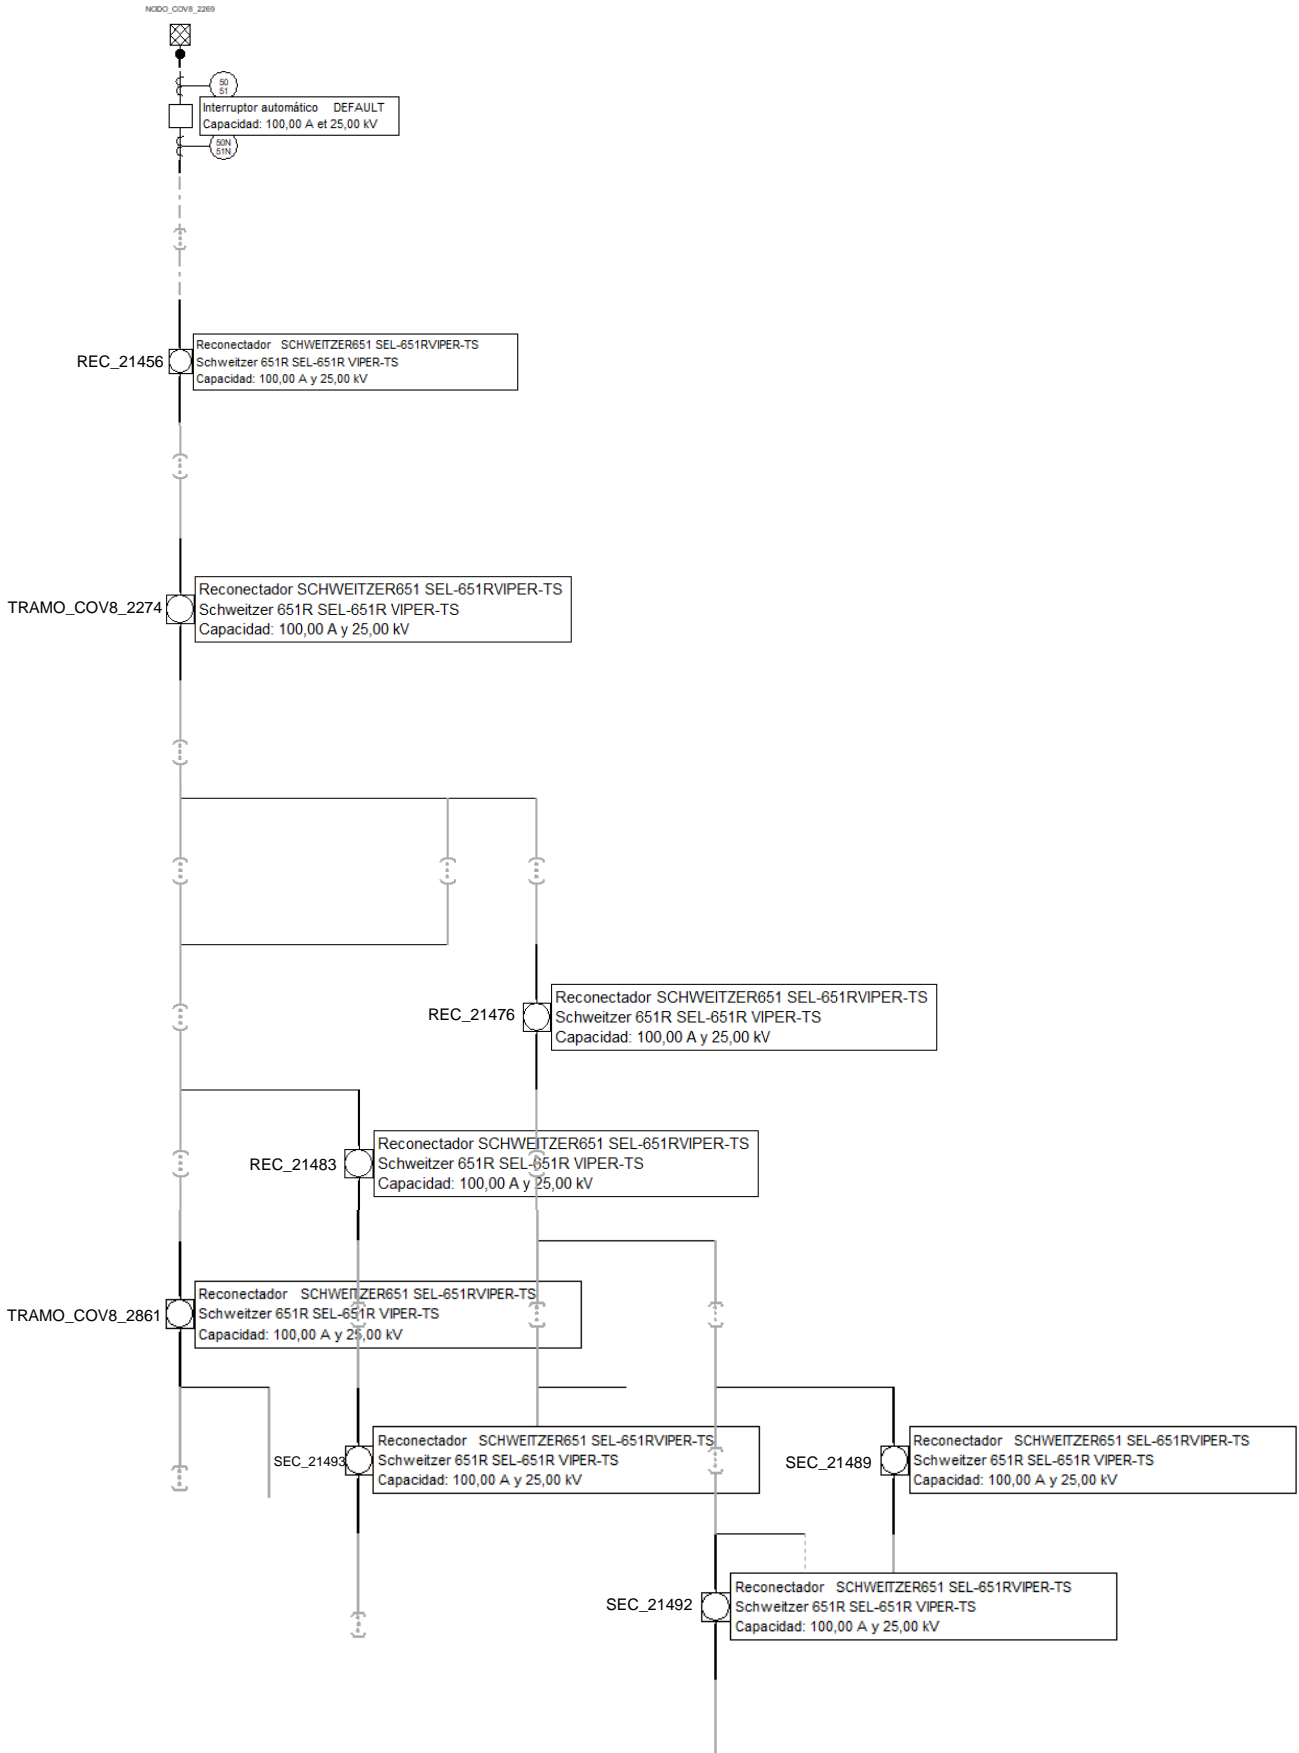 NODO_COV8_2269
50
51
Interruptor automático DEFAULT
Capacidad: 100,00 A et 25,00 kV
50N
51N
REC_21456
Reconectador SCHWEITZER651 SEL-651RVIPER-TS
Schweitzer 651R SEL-651R VIPER-TS
Capacidad: 100,00 A y 25,00 kV
TRAMO_COV8_2274
Reconectador SCHWEITZER651 SEL-651RVIPER-TS
Schweitzer 651R SEL-651R VIPER-TS
Capacidad: 100,00 A y 25,00 kV
REC_21476
Reconectador SCHWEITZER651 SEL-651RVIPER-TS
Schweitzer 651R SEL-651R VIPER-TS
Capacidad: 100,00 A y 25,00 kV
REC_21483
Reconectador SCHWEITZER651 SEL-651RVIPER-TS
Schweitzer 651R SEL-651R VIPER-TS
Capacidad: 100,00 A y 25,00 kV
TRAMO_COV8_2861
Reconectador SCHWEITZER651 SEL-651RVIPER-TS
Schweitzer 651R SEL-651R VIPER-TS
Capacidad: 100,00 A y 25,00 kV
SEC_21493
Reconectador SCHWEITZER651 SEL-651RVIPER-TS
Schweitzer 651R SEL-651R VIPER-TS
Capacidad: 100,00 A y 25,00 kV
SEC_21489
Reconectador SCHWEITZER651 SEL-651RVIPER-TS
Schweitzer 651R SEL-651R VIPER-TS
Capacidad: 100,00 A y 25,00 kV
SEC_21492
Reconectador SCHWEITZER651 SEL-651RVIPER-TS
Schweitzer 651R SEL-651R VIPER-TS
Capacidad: 100,00 A y 25,00 kV